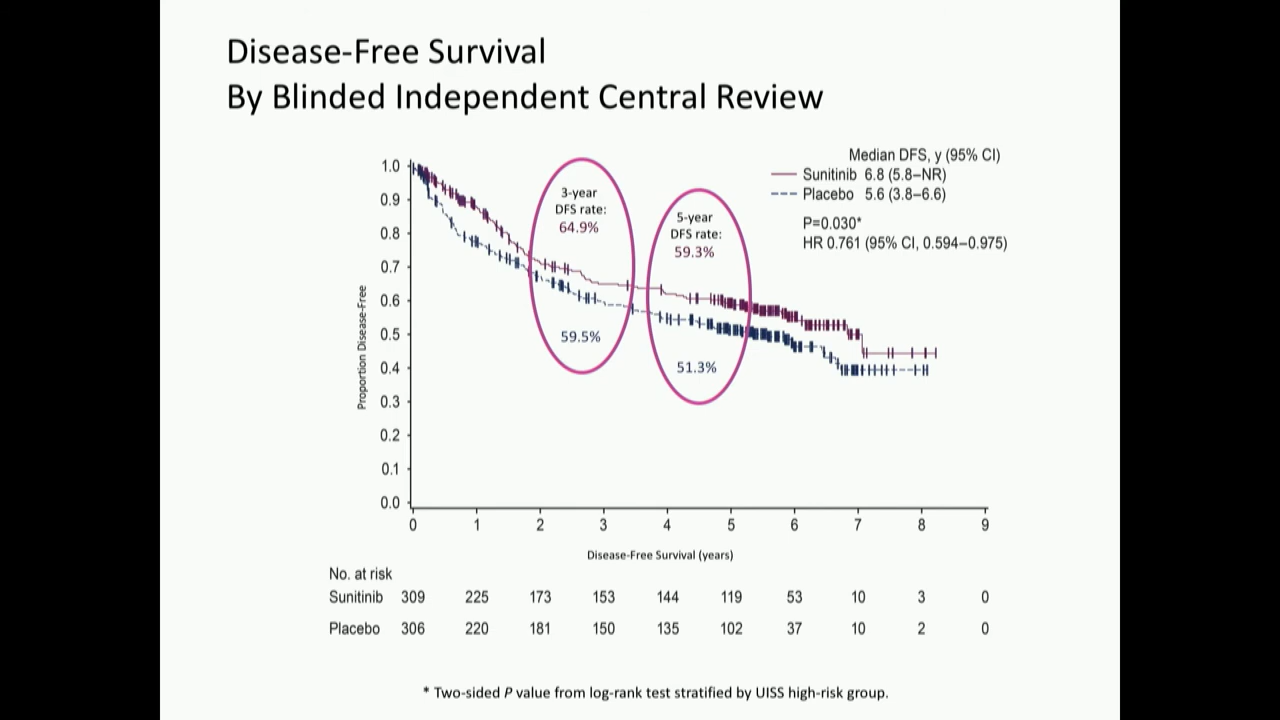 Disease-Free Survival
By Blinded Independent Central Review
Median DFS, y (95% CI)
Sunitinib 6.8 (5.8–NR)
Placebo 5.6 (3.8–6.6)
P=0.030*
HR 0.761 (95% CI, 0.594–0.975)
3-year
DFS rate:
64.9%
59.5%
5-year
DFS rate:
59.3%
51.3%
Proportion Disease-Free
1.0
0.9
0.8
0.7
0.6
0.5
0.4
0.3
0.2
0.1
0.0
0 1 2 3 4 5 6 7 8 9
Disease-Free Survival (years)
No. at risk
Sunitinib 309 225 173 153 144 119 53 10 3 0
Placebo 306 220 181 150 135 102 37 10 2 0
* Two-sided P value from log-rank test stratified by UISS high-risk group.